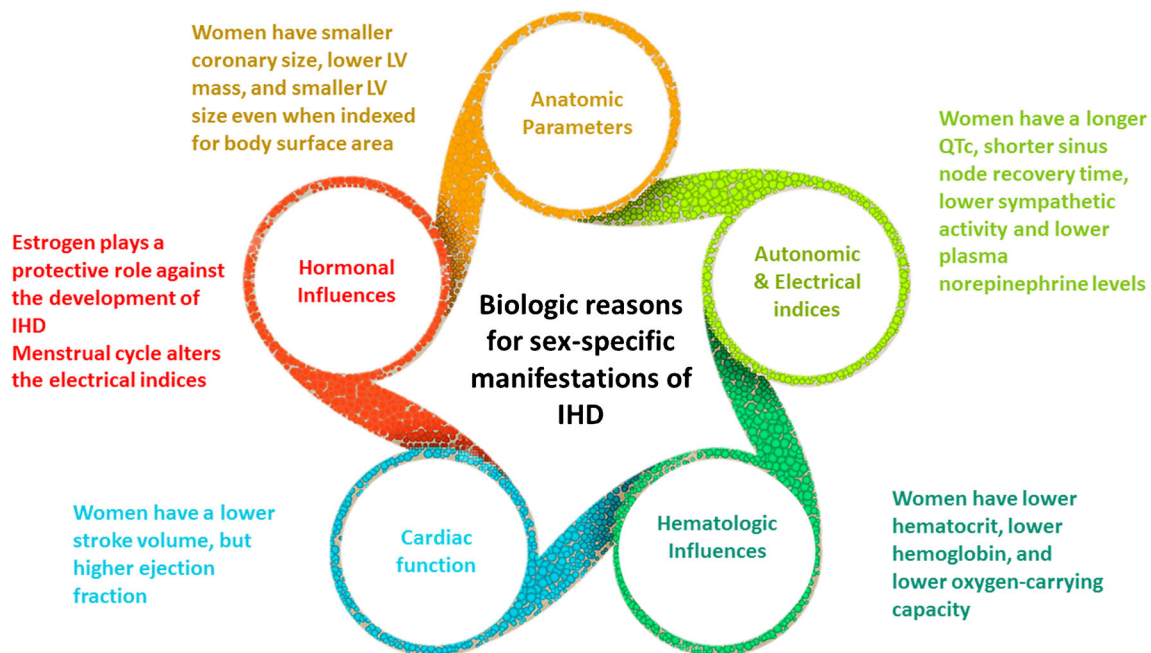 Women have smaller
coronary size, lower LV
mass, and smaller LV
size even when indexed
for body surface area
Anatomic
Parameters
Women have a longer
QTc, shorter sinus
node recovery time,
lower sympathetic
activity and lower
plasma
norepinephrine levels
Autonomic
& Electrical
indices
Estrogen plays a
protective role against
the development of
IHD
Menstrual cycle alters
the electrical indices
Hormonal
Influences
Biologic reasons
for sex-specific
manifestations of
IHD
Women have a lower
stroke volume, but
higher ejection
fraction
Cardiac
function
Hematologic
Influences
Women have lower
hematocrit, lower
hemoglobin, and
lower oxygen-carrying
capacity